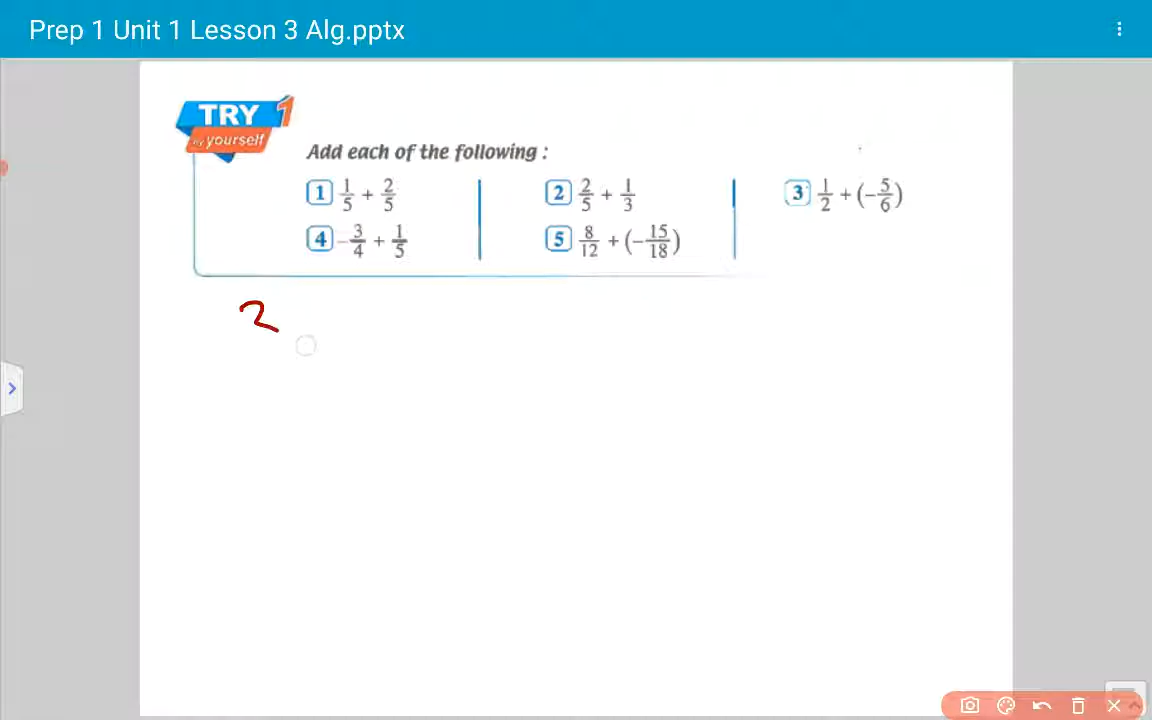 Prep 1 Unit 1 Lesson 3 Alg.pptx
TRY 1
by yourself
Add each of the following :
1 1/5 + 2/5
2 2/5 + 1/3
3 1/2 + (-5/6)
4 -3/4 + 1/5
5 8/12 + (-15/18)
2